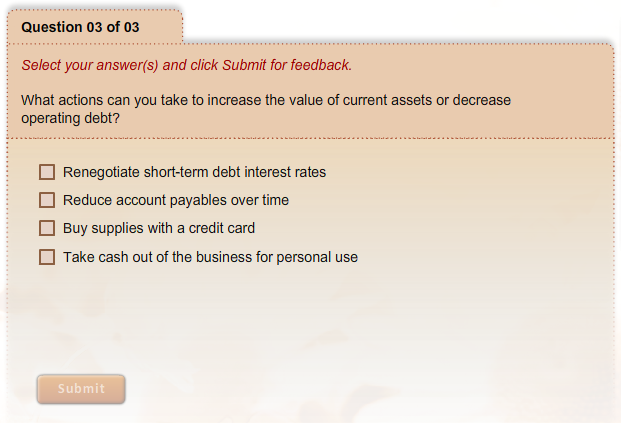 Question 03 of 03
Select your answer(s) and click Submit for feedback.
What actions can you take to increase the value of current assets or decrease
operating debt?
Renegotiate short-term debt interest rates
Reduce account payables over time
Buy supplies with a credit card
Take cash out of the business for personal use
Submit